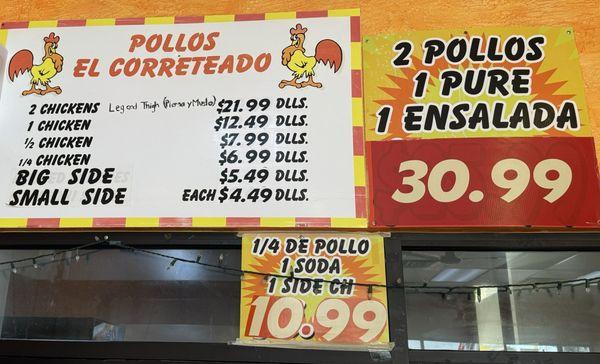 POLLOS
EL CORRETEADO
2 CHICKENS Leg and Thigh (Pierna y Muslo) $21.99 DLLS.
1 CHICKEN $12.49 DLLS.
1/2 CHICKEN $7.99 DLLS.
1/4 CHICKEN $6.99 DLLS.
BIG SIDE $5.49 DLLS.
SMALL SIDE EACH $4.49 DLLS.
2 POLLOS
1 PURE
1 ENSALADA
30.99
1/4 DE POLLO
1 SODA
1 SIDE CH
10.99